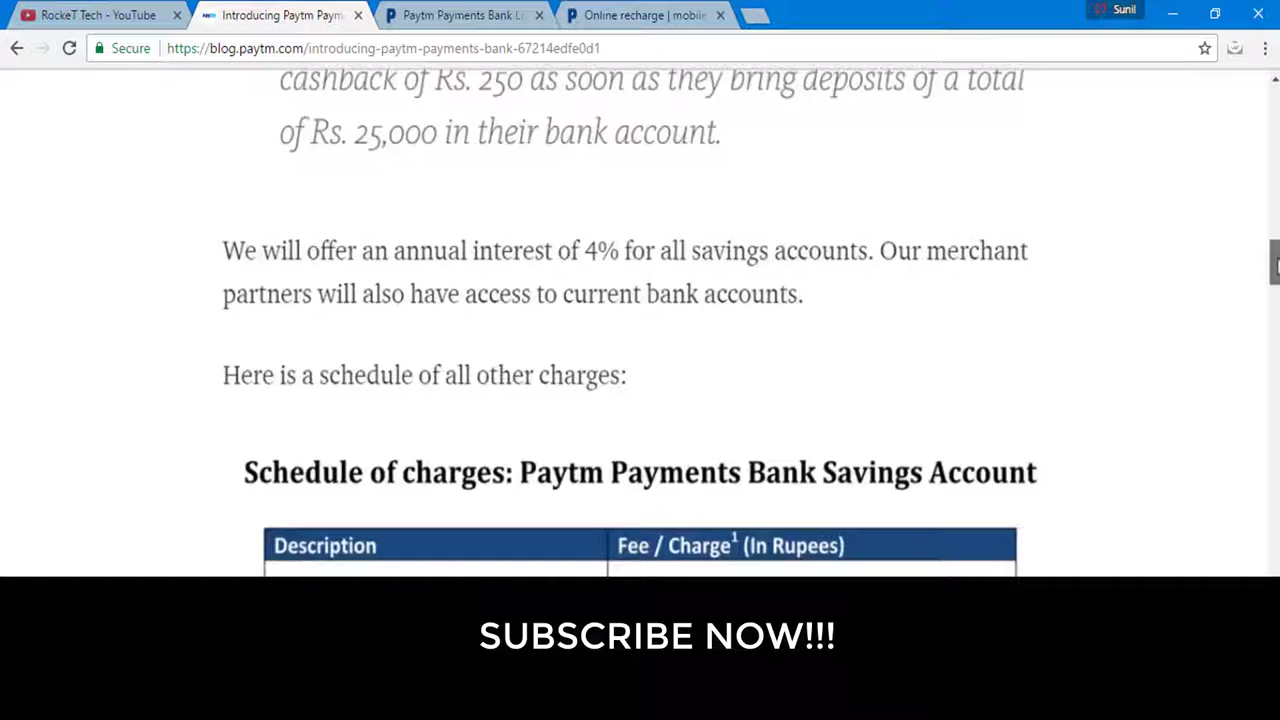 RockeT Tech - YouTube
Introducing Paytm Paym
Paytm Payments Bank Li
Online recharge | mobile
Sunil
Secure
https://blog.paytm.com/introducing-paytm-payments-bank-67214edfe0d1
cashback of Rs. 250 as soon as they bring deposits of a total
of Rs. 25,000 in their bank account.
We will offer an annual interest of 4% for all savings accounts. Our merchant
partners will also have access to current bank accounts.
Here is a schedule of all other charges:
Schedule of charges: Paytm Payments Bank Savings Account
Description
Fee / Charge¹ (In Rupees)
SUBSCRIBE NOW!!!